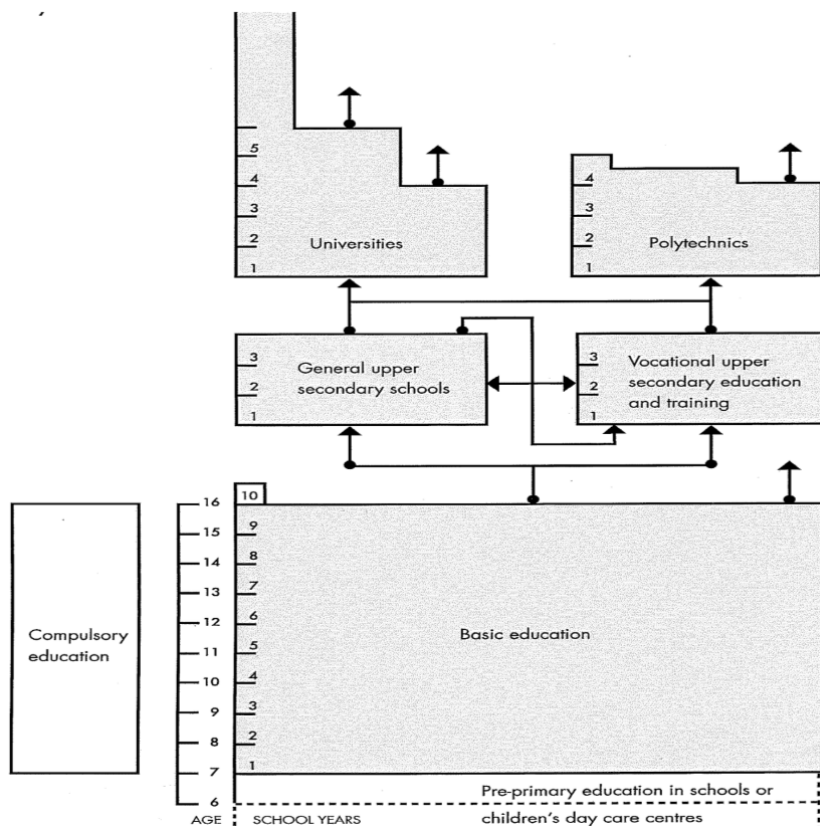 5
4
3
2
1
Universities
4
3
2
1
Polytechnics
3
2
1
General upper
secondary schools
3
2
1
Vocational upper
secondary education
and training
10
16
15
14
13
12
11
10
9
8
7
6
9
8
7
6
5
4
3
2
1
Compulsory
education
Basic education
Pre-primary education in schools or
children's day care centres
AGE
SCHOOL YEARS